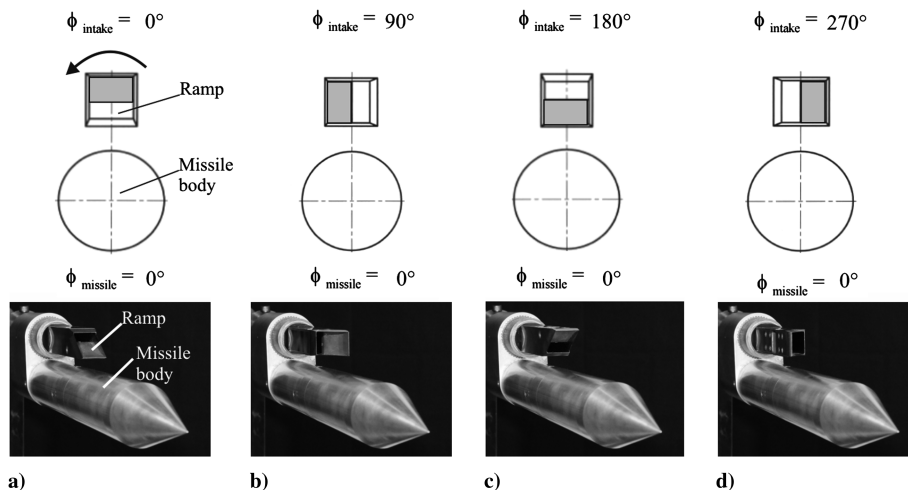 ϕ intake = 0°
ϕ intake = 90°
ϕ intake = 180°
ϕ intake = 270°
Ramp
Missile
body
ϕ missile = 0°
ϕ missile = 0°
ϕ missile = 0°
ϕ missile = 0°
Ramp
Missile
body
a)
b)
c)
d)